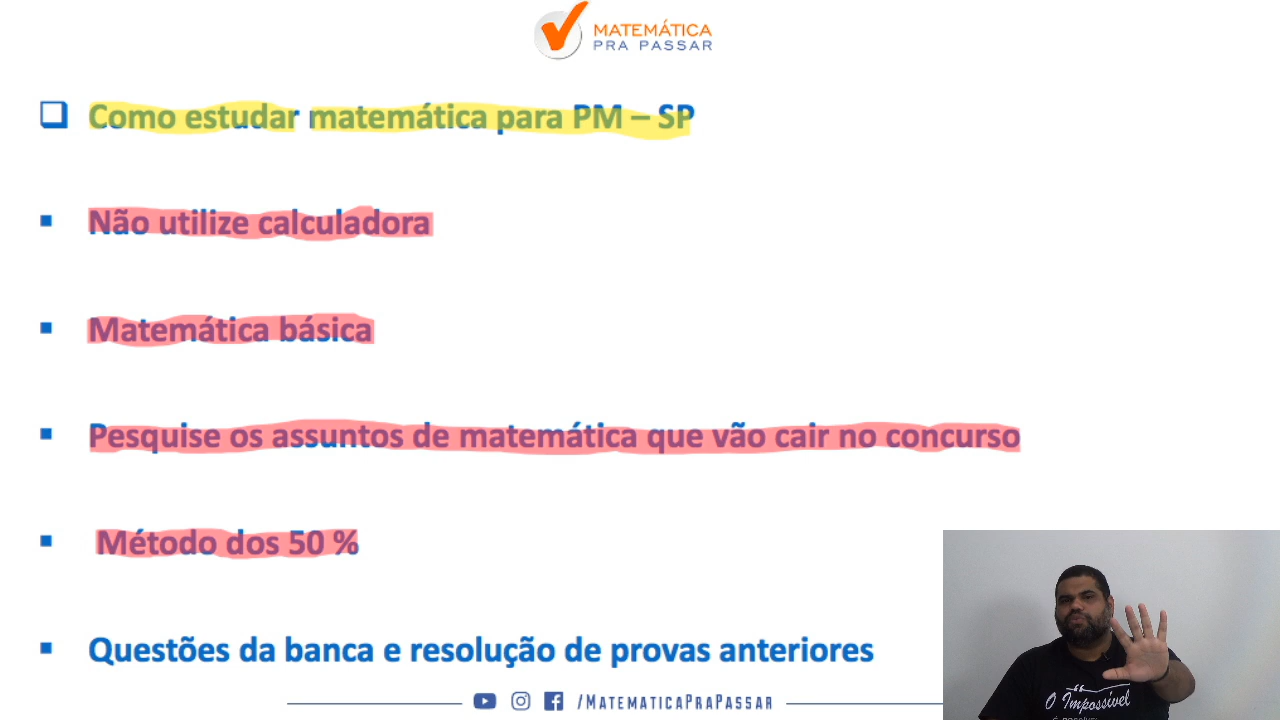 MATEMÁTICA
PRA PASSAR
Como estudar matemática para PM – SP
Não utilize calculadora
Matemática básica
Pesquise os assuntos de matemática que vão cair no concurso
Método dos 50 %
Questões da banca e resolução de provas anteriores
/MATEMATICAPRAPASSAR
O Impossível
é possível